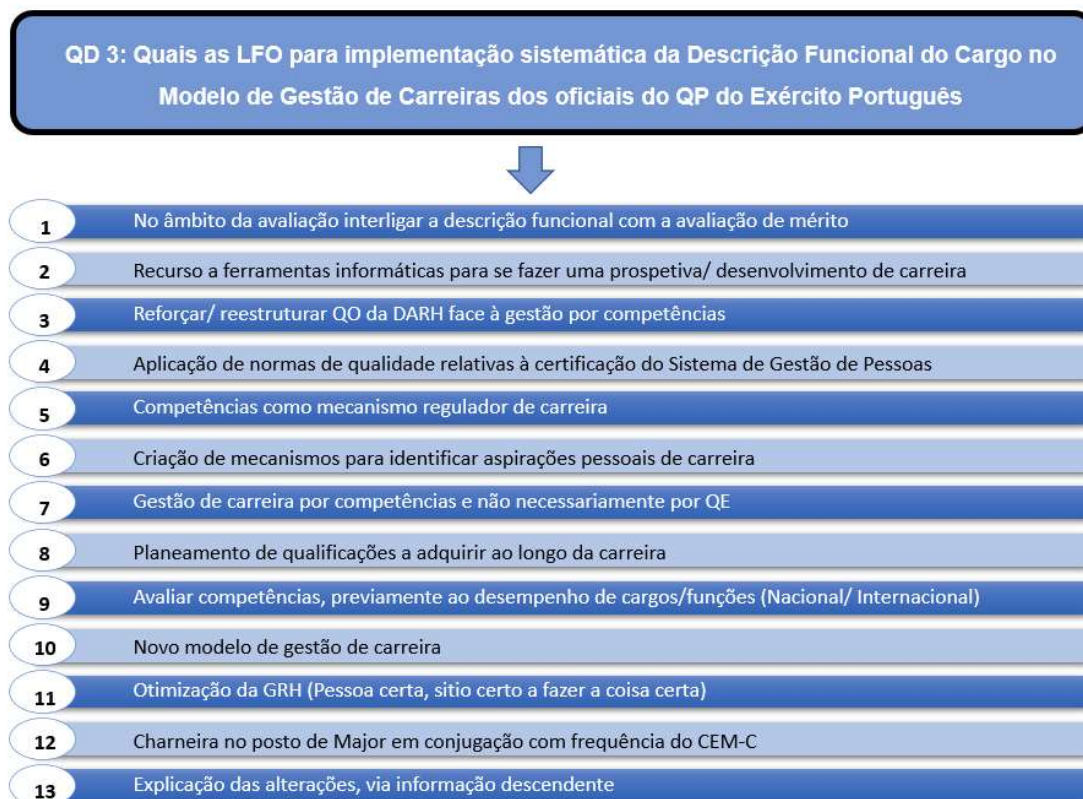 QD 3: Quais as LFO para implementação sistemática da Descrição Funcional do Cargo no
Modelo de Gestão de Carreiras dos oficiais do QP do Exército Português
1 No âmbito da avaliação interligar a descrição funcional com a avaliação de mérito
2 Recurso a ferramentas informáticas para se fazer uma prospetiva/ desenvolvimento de carreira
3 Reforçar/ reestruturar QO da DARH face à gestão por competências
4 Aplicação de normas de qualidade relativas à certificação do Sistema de Gestão de Pessoas
5 Competências como mecanismo regulador de carreira
6 Criação de mecanismos para identificar aspirações pessoais de carreira
7 Gestão de carreira por competências e não necessariamente por QE
8 Planeamento de qualificações a adquirir ao longo da carreira
9 Avaliar competências, previamente ao desempenho de cargos/funções (Nacional/ Internacional)
10 Novo modelo de gestão de carreira
11 Otimização da GRH (Pessoa certa, sitio certo a fazer a coisa certa)
12 Charneira no posto de Major em conjugação com frequência do CEM-C
13 Explicação das alterações, via informação descendente